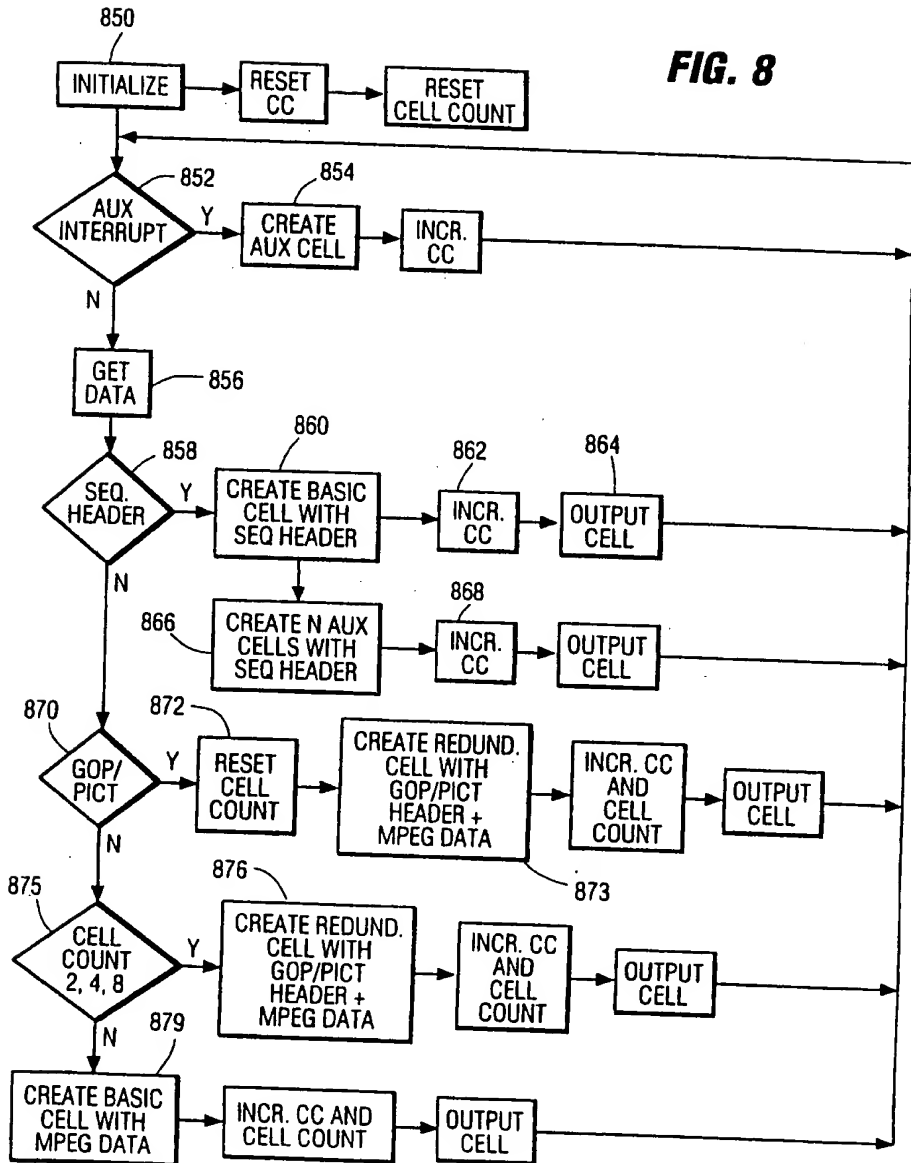 FIG. 8
850
INITIALIZE
RESET
CC
RESET
CELL COUNT
852
AUX
INTERRUPT
Y
N
854
CREATE
AUX CELL
INCR.
CC
GET
DATA
856
858
SEQ.
HEADER
Y
N
860
CREATE BASIC
CELL WITH
SEQ HEADER
862
INCR.
CC
864
OUTPUT
CELL
866
CREATE N AUX
CELLS WITH
SEQ HEADER
868
INCR.
CC
OUTPUT
CELL
870
GOP/
PICT
Y
N
872
RESET
CELL
COUNT
CREATE REDUND.
CELL WITH
GOP/PICT
HEADER +
MPEG DATA
873
INCR. CC
AND
CELL
COUNT
OUTPUT
CELL
875
CELL
COUNT
2, 4, 8
Y
N
876
CREATE REDUND.
CELL WITH
GOP/PICT
HEADER +
MPEG DATA
INCR. CC
AND
CELL
COUNT
OUTPUT
CELL
879
CREATE BASIC
CELL WITH
MPEG DATA
INCR. CC AND
CELL COUNT
OUTPUT
CELL